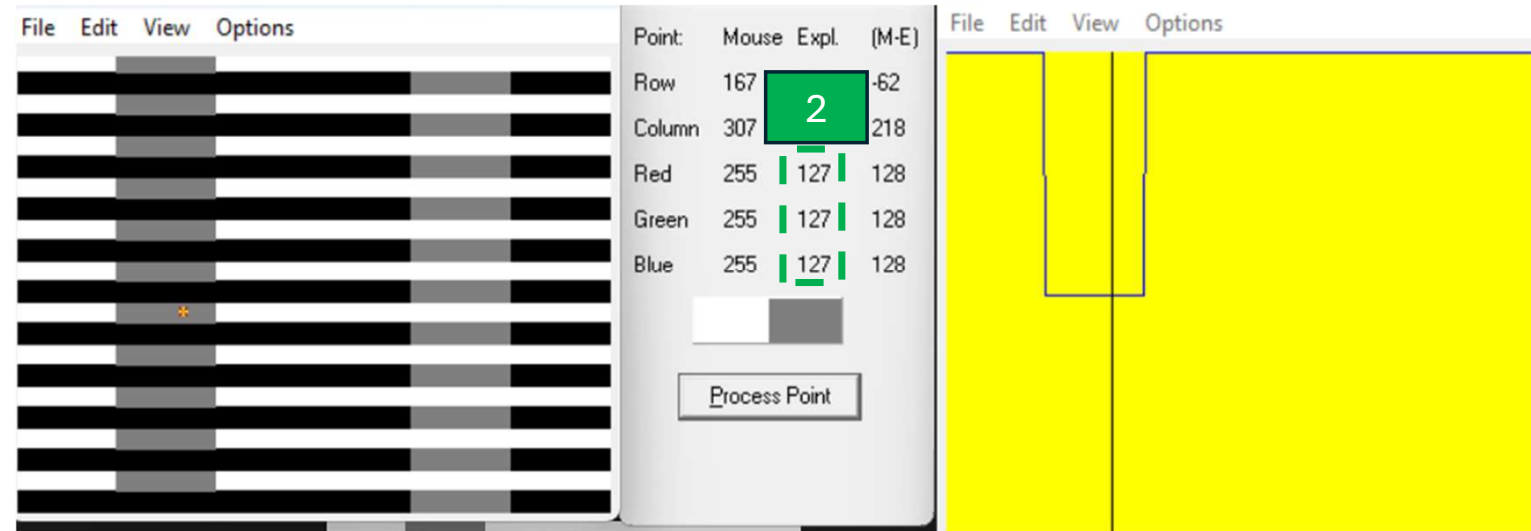 File Edit View Options
Point: Mouse Expl. (M-E)
Row 167 -62
Column 307 218
2
Red 255 127 128
Green 255 127 128
Blue 255 127 128
Process Point
File Edit View Options